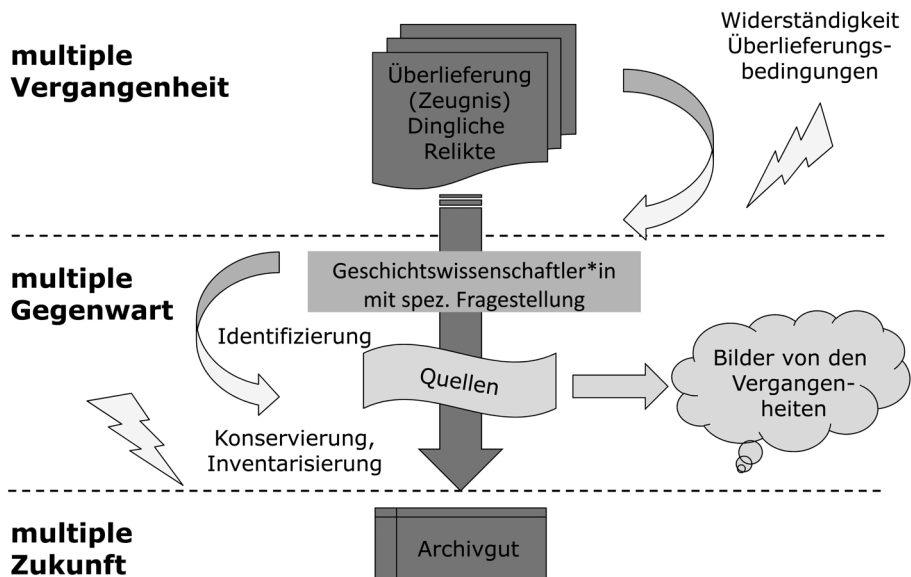 multiple
Vergangenheit
Überlieferung
(Zeugnis)
Dingliche
Relikte
Widerständigkeit
Überlieferungs-
bedingungen
multiple
Gegenwart
Geschichtswissenschaftler*in
mit spez. Fragestellung
Identifizierung
Quellen
Bilder von den
Vergangen-
heiten
Konservierung,
Inventarisierung
multiple
Zukunft
Archivgut